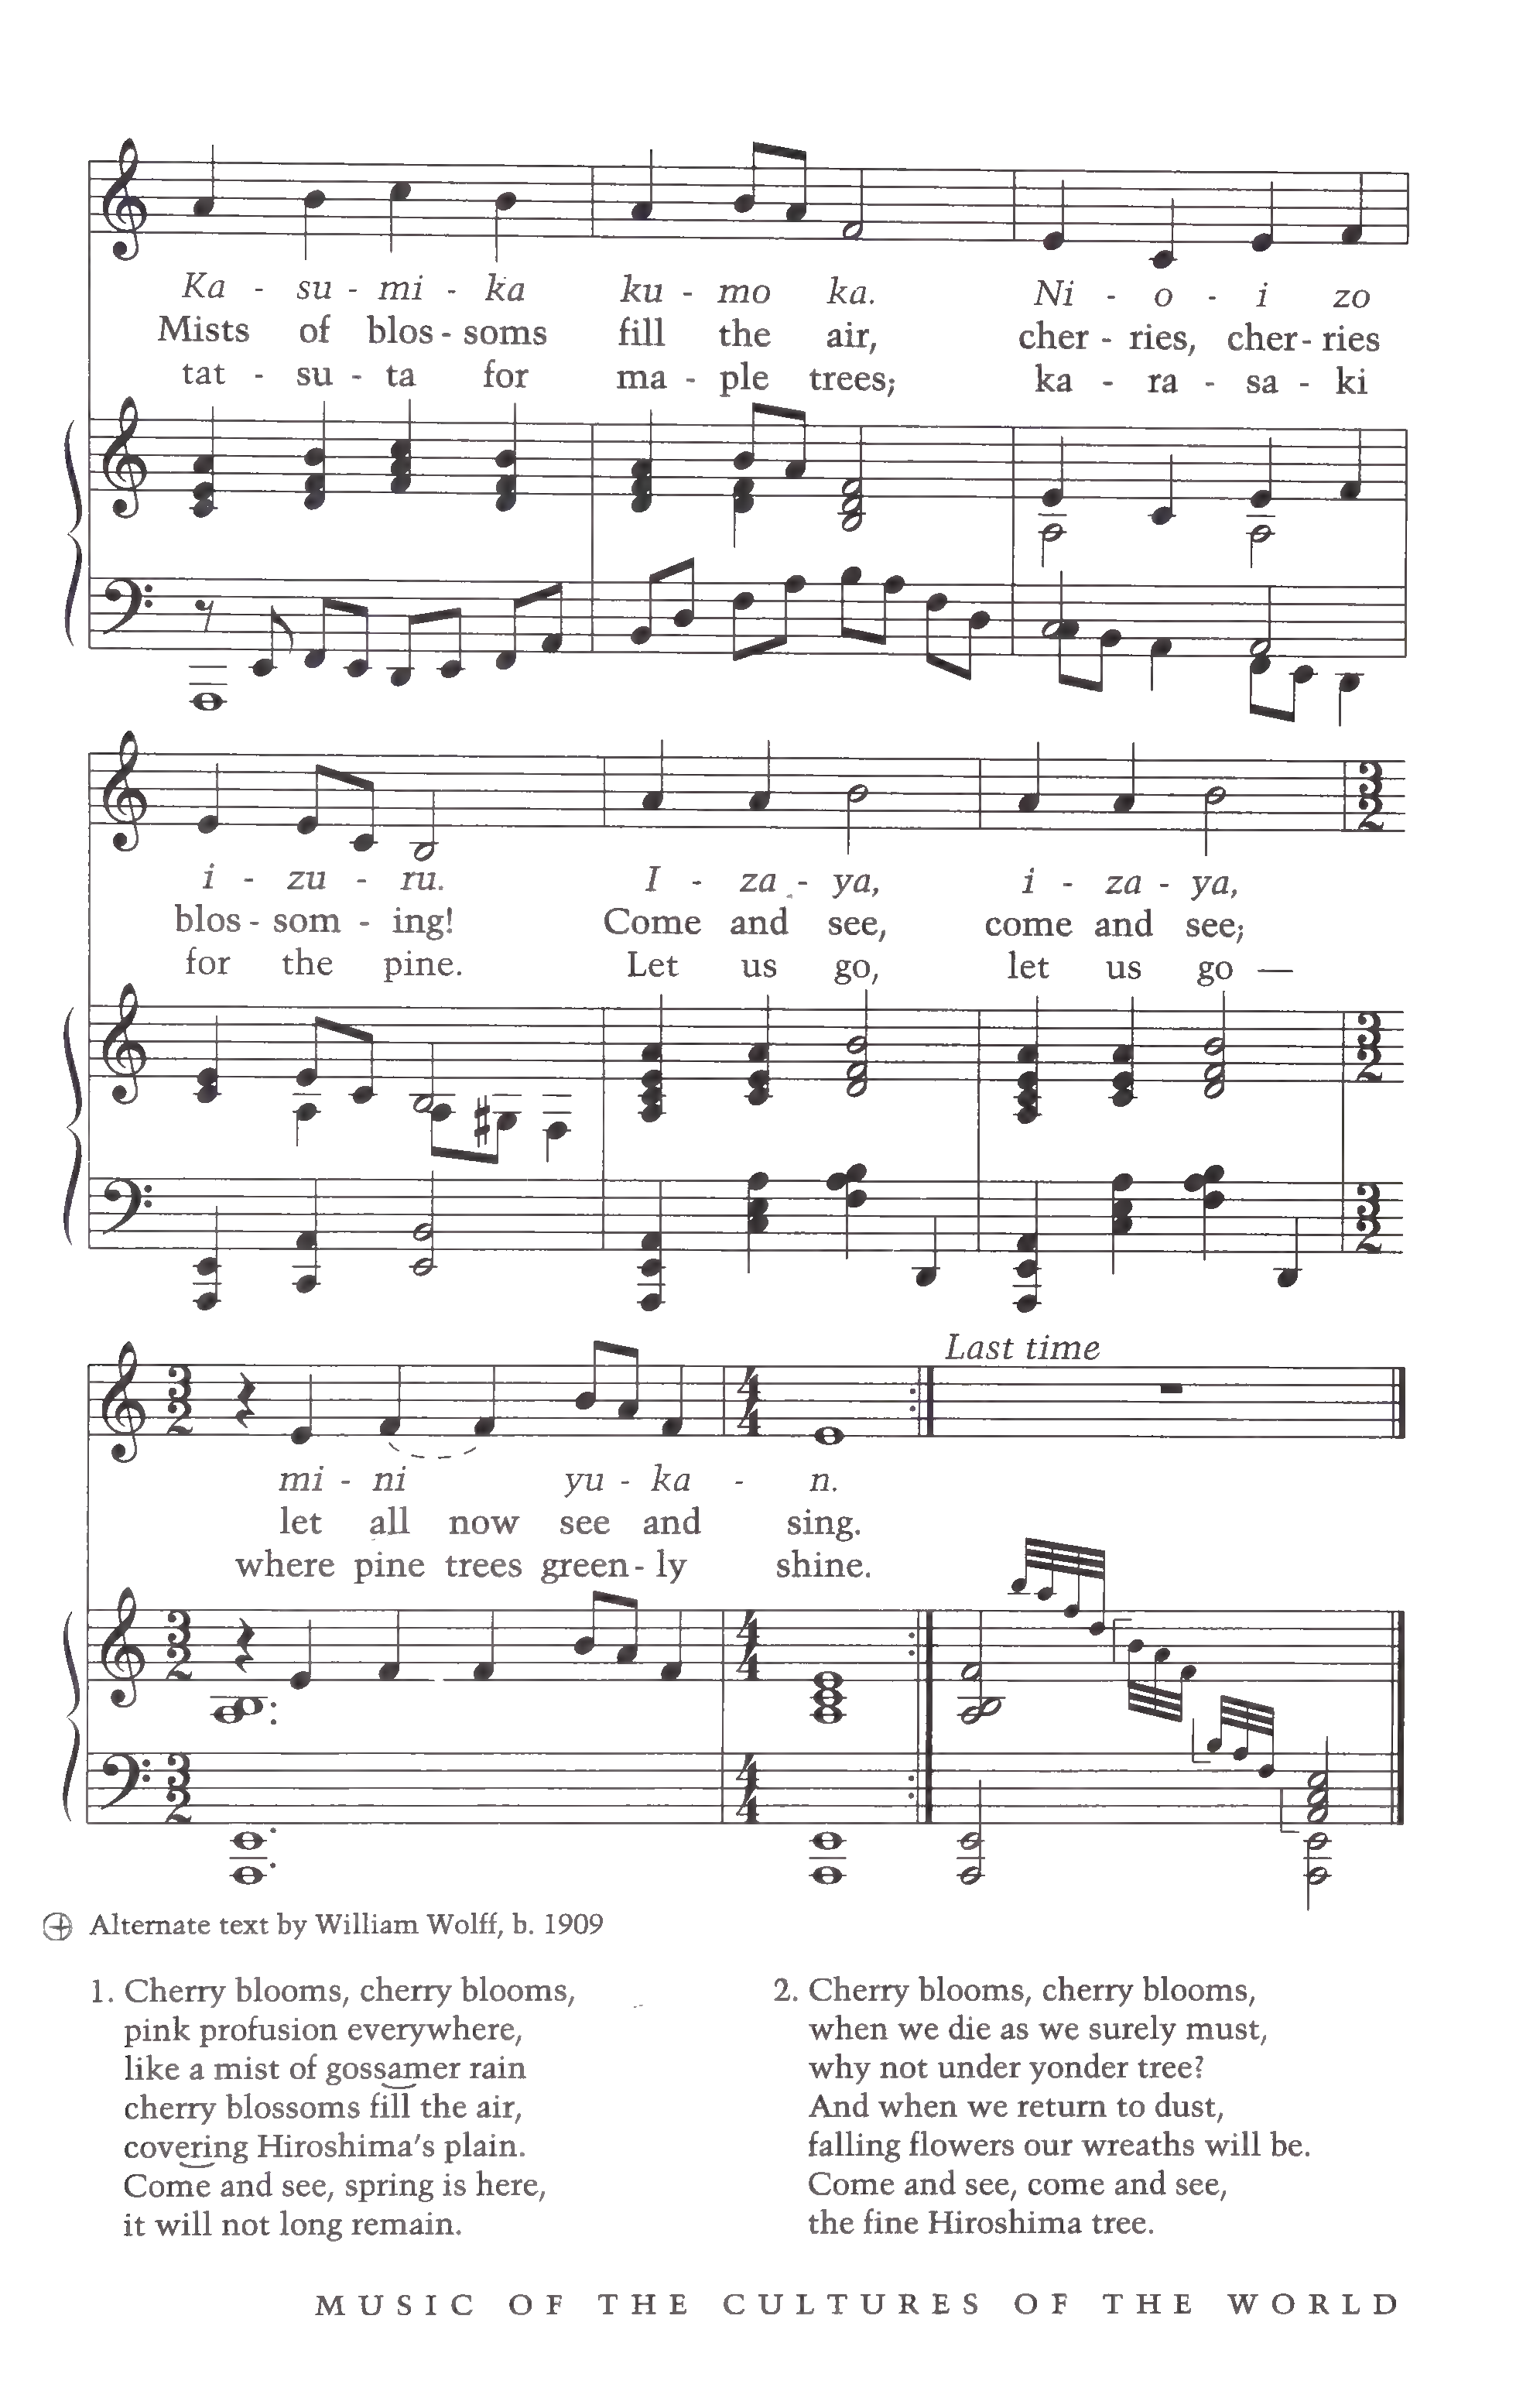 Ka - su - mi - ka ku - mo ka. Ni - o - i zo
Mists of blos - soms fill the air, cher - ries, cher - ries
tat - su - ta for ma - ple trees; ka - ra - sa - ki
i - zu - ru. I - za - ya, i - za - ya,
blos - som - ing! Come and see, come and see;
for the pine. Let us go, let us go —
3
2
Last time
3
2
4
4
mi - ni yu - ka - n.
let all now see and sing.
where pine trees green - ly shine.
Alternate text by William Wolff, b. 1909
1. Cherry blooms, cherry blooms,
pink profusion everywhere,
like a mist of gossamer rain
cherry blossoms fill the air,
covering Hiroshima's plain.
Come and see, spring is here,
it will not long remain.
2. Cherry blooms, cherry blooms,
when we die as we surely must,
why not under yonder tree?
And when we return to dust,
falling flowers our wreaths will be.
Come and see, come and see,
the fine Hiroshima tree.
MUSIC OF THE CULTURES OF THE WORLD